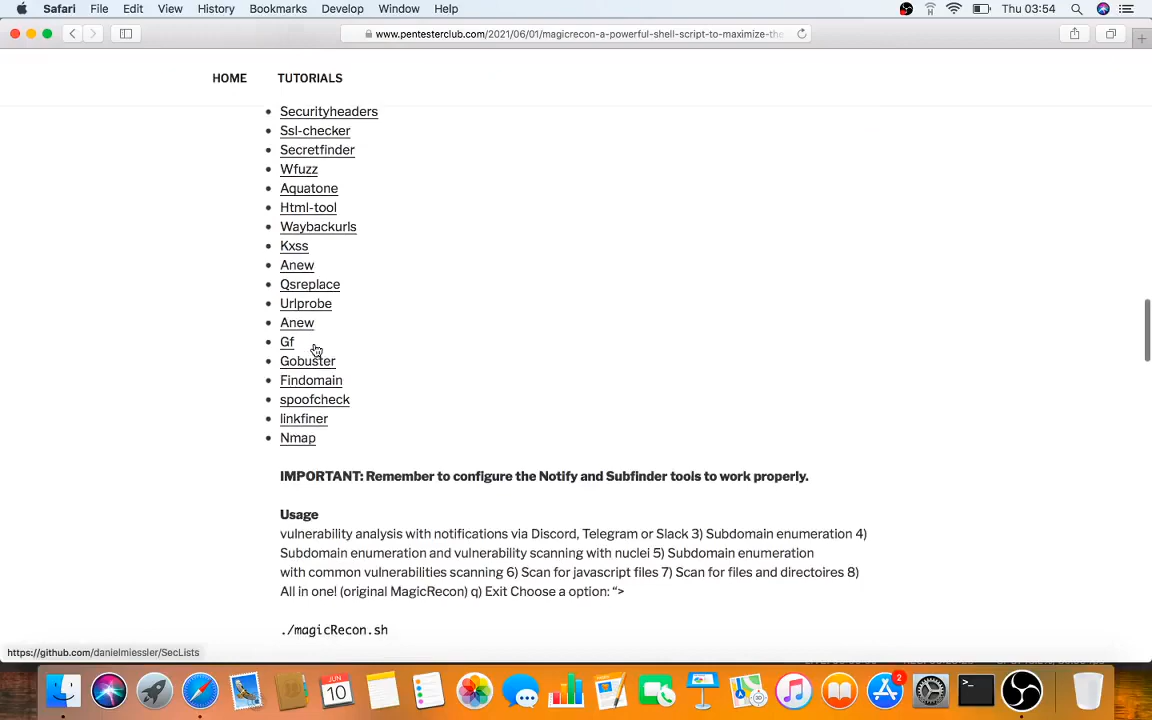 Safari File Edit View History Bookmarks Develop Window Help Thu 03:54
www.pentesterclub.com/2021/06/01/magicrecon-a-powerful-shell-script-to-maximize-the-
HOME TUTORIALS
Securityheaders
Ssl-checker
Secretfinder
Wfuzz
Aquatone
Html-tool
Waybackurls
Kxss
Anew
Qsreplace
Urlprobe
Anew
Gf
Gobuster
Findomain
spoofcheck
linkfiner
Nmap
IMPORTANT: Remember to configure the Notify and Subfinder tools to work properly.
Usage
vulnerability analysis with notifications via Discord, Telegram or Slack 3) Subdomain enumeration 4)
Subdomain enumeration and vulnerability scanning with nuclei 5) Subdomain enumeration
with common vulnerabilities scanning 6) Scan for javascript files 7) Scan for files and directoires 8)
All in one! (original MagicRecon) q) Exit Choose a option: “>
./magicRecon.sh
https://github.com/danielmiessler/SecLists
JUN
10
2